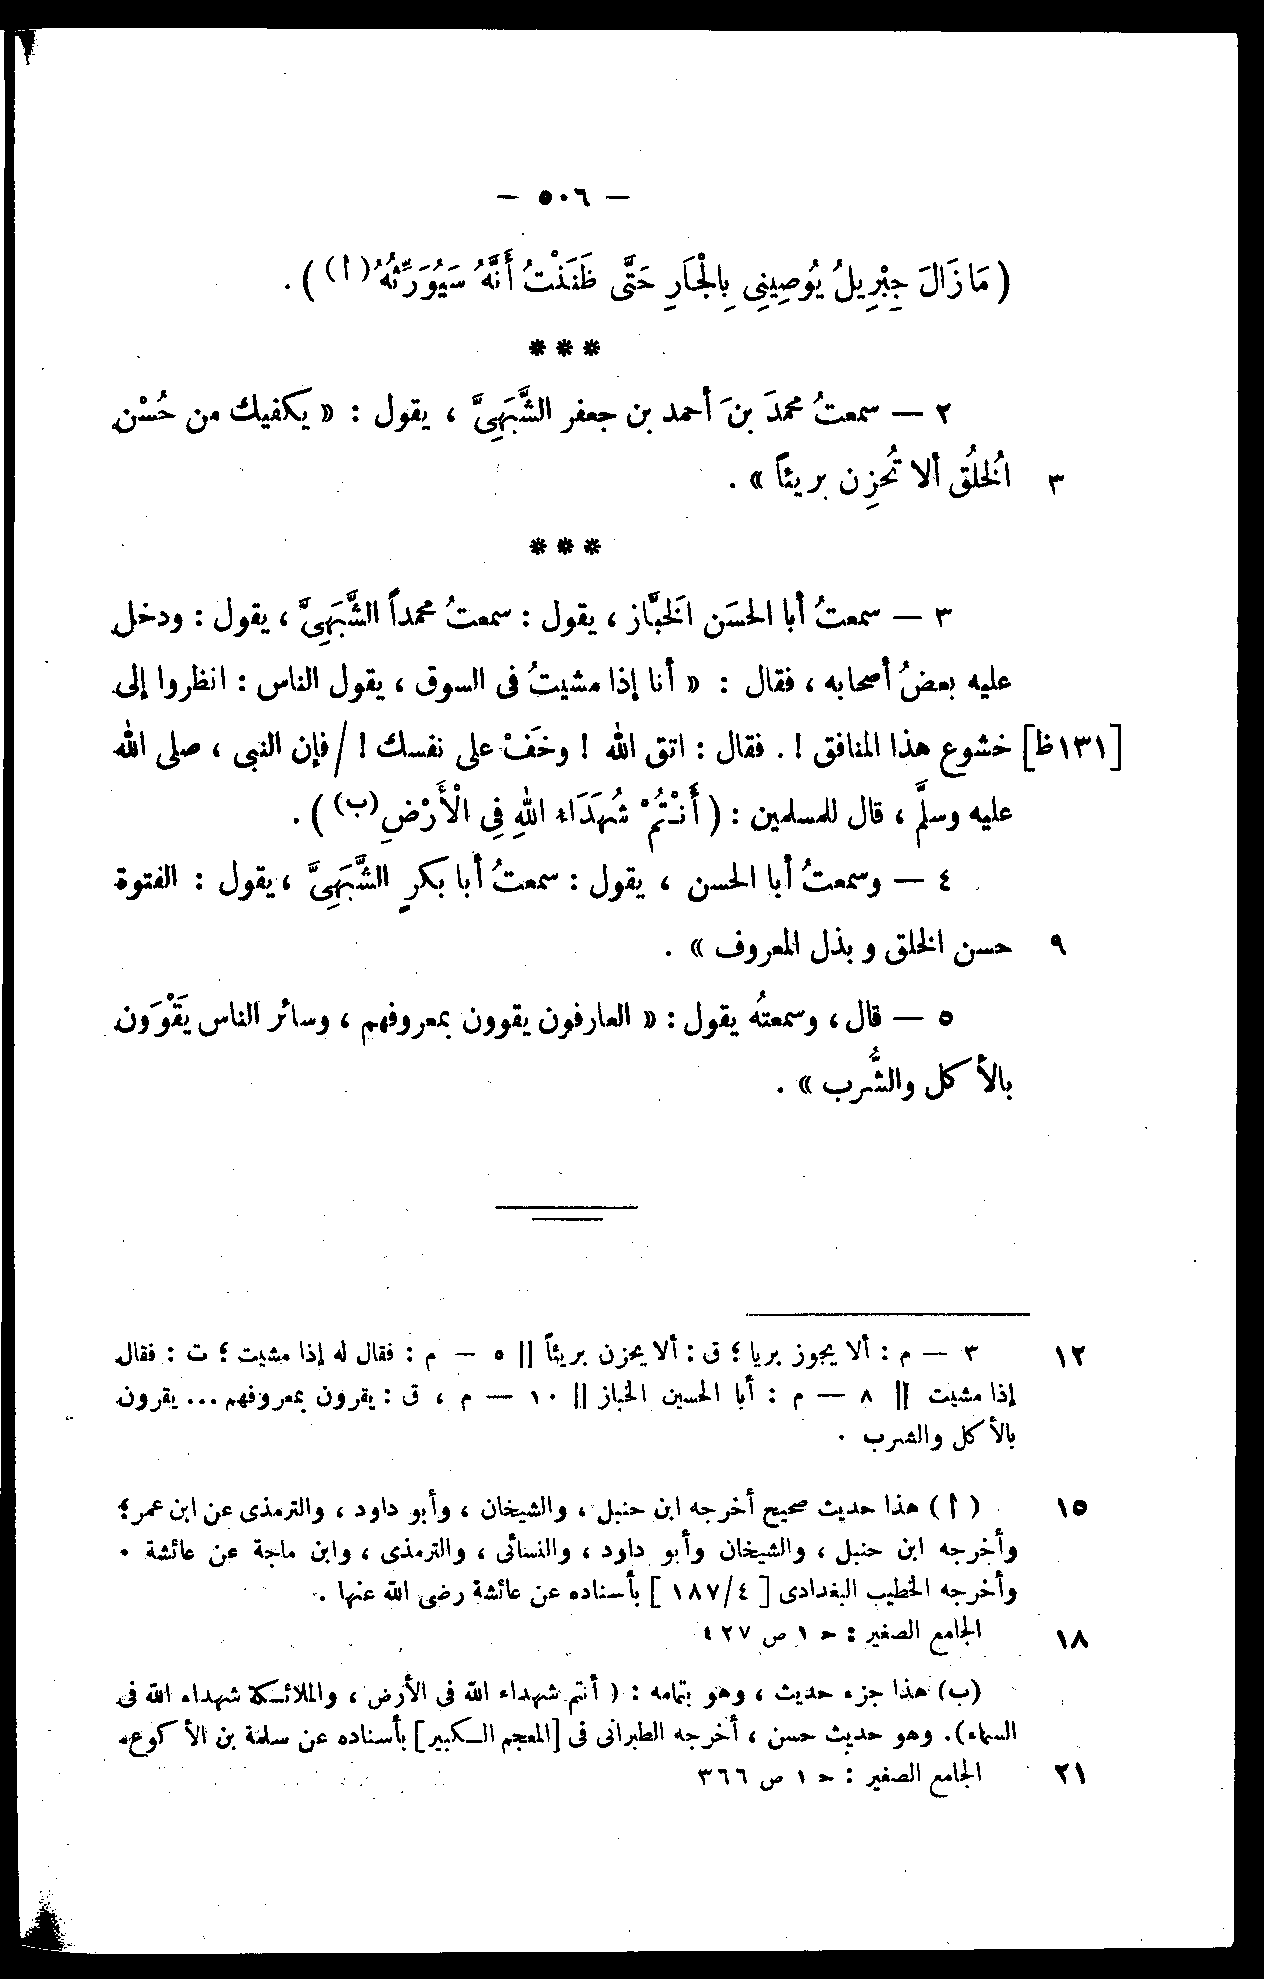 — ٥٠٦ —
( مَا زَالَ جِبْرِيلُ يُوصِينِى بِالْجَارِ حَتَّى ظَنَنْتُ أَنَّهُ سَيُوَرِّثُهُ(أ) ) .
***
٢ — سمعتُ محمدَ بنَ أحمد بن جعفر الشَّبَهِىَّ ، يقول : « يكفيك من حُسْن
٣ الْخُلُق ألا تُحزِن بريئاً » .
***
٣ — سمعتُ أبا الحسَن الْخَبَّاز ، يقول : سمعتُ محمداً الشَّبَهِىَّ ، يقول : ودخل
عليه بعضُ أصحابه ، فقال : « أنا إذا مشيتُ فى السوق ، يقول الناس : انظروا إلى
[١٣١ظ] خشوع هذا المنافق ! . فقال : اتق الله ! وخَفْ على نفسك ! / فإن النبى ، صلى الله
عليه وسلَّم ، قال للمسلمين : ( أَنْتُمْ شُهَدَاءِ اللهِ فِى الْأَرْضِ(ب) ) .
٤ — وسمعتُ أبا الحسن ، يقول : سمعتُ أبا بكرٍ الشَّبَهِىَّ ، يقول : الفتوة
٩ حسن الخلق و بذل المعروف » .
٥ — قال ، وسمعتُه يقول : « العارفون يقوون بمعروفهم ، وسائر الناس يَقْوَون
بالأكل والشُّرب » .
١٢ ٣ — م : ألا يجوز بريا ؛ ق : ألا يحزن بريئاً || ٥ — م : فقال له إذا مشيت ؛ ت : فقال
إذا مشيت || ٨ — م : أبا الحسين الخباز || ١٠ — م ، ق : يقرون بمعروفهم ... يقرون
بالأكل والشرب .
١٥ ( أ ) هذا حديث صحيح أخرجه ابن حنبل ، والشيخان ، وأبو داود ، والترمذى عن ابن عمر ؛
وأخرجه ابن حنبل ، والشيخان وأبو داود ، والنسائى ، والترمذى ، وابن ماجة عن عائشة .
وأخرجه الخطيب البغدادى [ ١٨٧/٤ ] بأسناده عن عائشة رضى الله عنها .
١٨ الجامع الصغير : ح ١ ص ٤٢٧
(ب) هذا جزء حديث ، وهو بتمامه : ( أنتم شهداء الله فى الأرض ، والملائكة شهداء الله فى
السماء ) . وهو حديث حسن ، أخرجه الطبرانى فى [المعجم الكبير] بأسناده عن سلمة بن الأكوع .
٢١ الجامع الصغير : ح ١ ص ٣٦٦